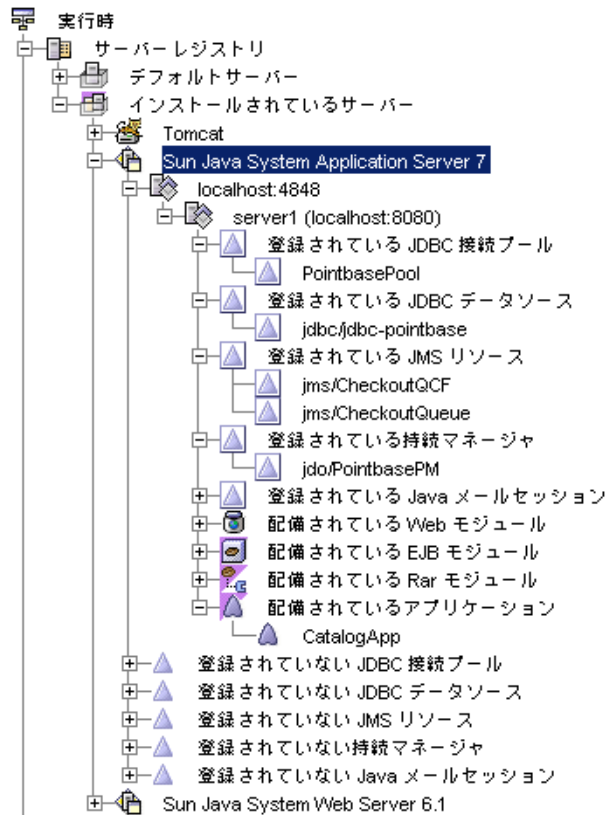 実行時
サーバーレジストリ
デフォルトサーバー
インストールされているサーバー
Tomcat
Sun Java System Application Server 7
localhost:4848
server1 (localhost:8080)
登録されている JDBC 接続プール
PointbasePool
登録されている JDBC データソース
jdbc/jdbc-pointbase
登録されている JMS リソース
jms/CheckoutQCF
jms/CheckoutQueue
登録されている持続マネージャ
jdo/PointbasePM
登録されている Java メールセッション
配備されている Web モジュール
配備されている EJB モジュール
配備されている Rar モジュール
配備されているアプリケーション
CatalogApp
登録されていない JDBC 接続プール
登録されていない JDBC データソース
登録されていない JMS リソース
登録されていない持続マネージャ
登録されていない Java メールセッション
Sun Java System Web Server 6.1